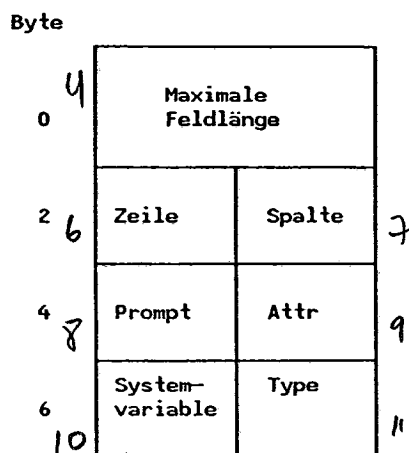 Byte
4 Maximale
0 Feldlänge
2 6 Zeile Spalte 7
4 8 Prompt Attr 9
System- Type
6 variable
10 11